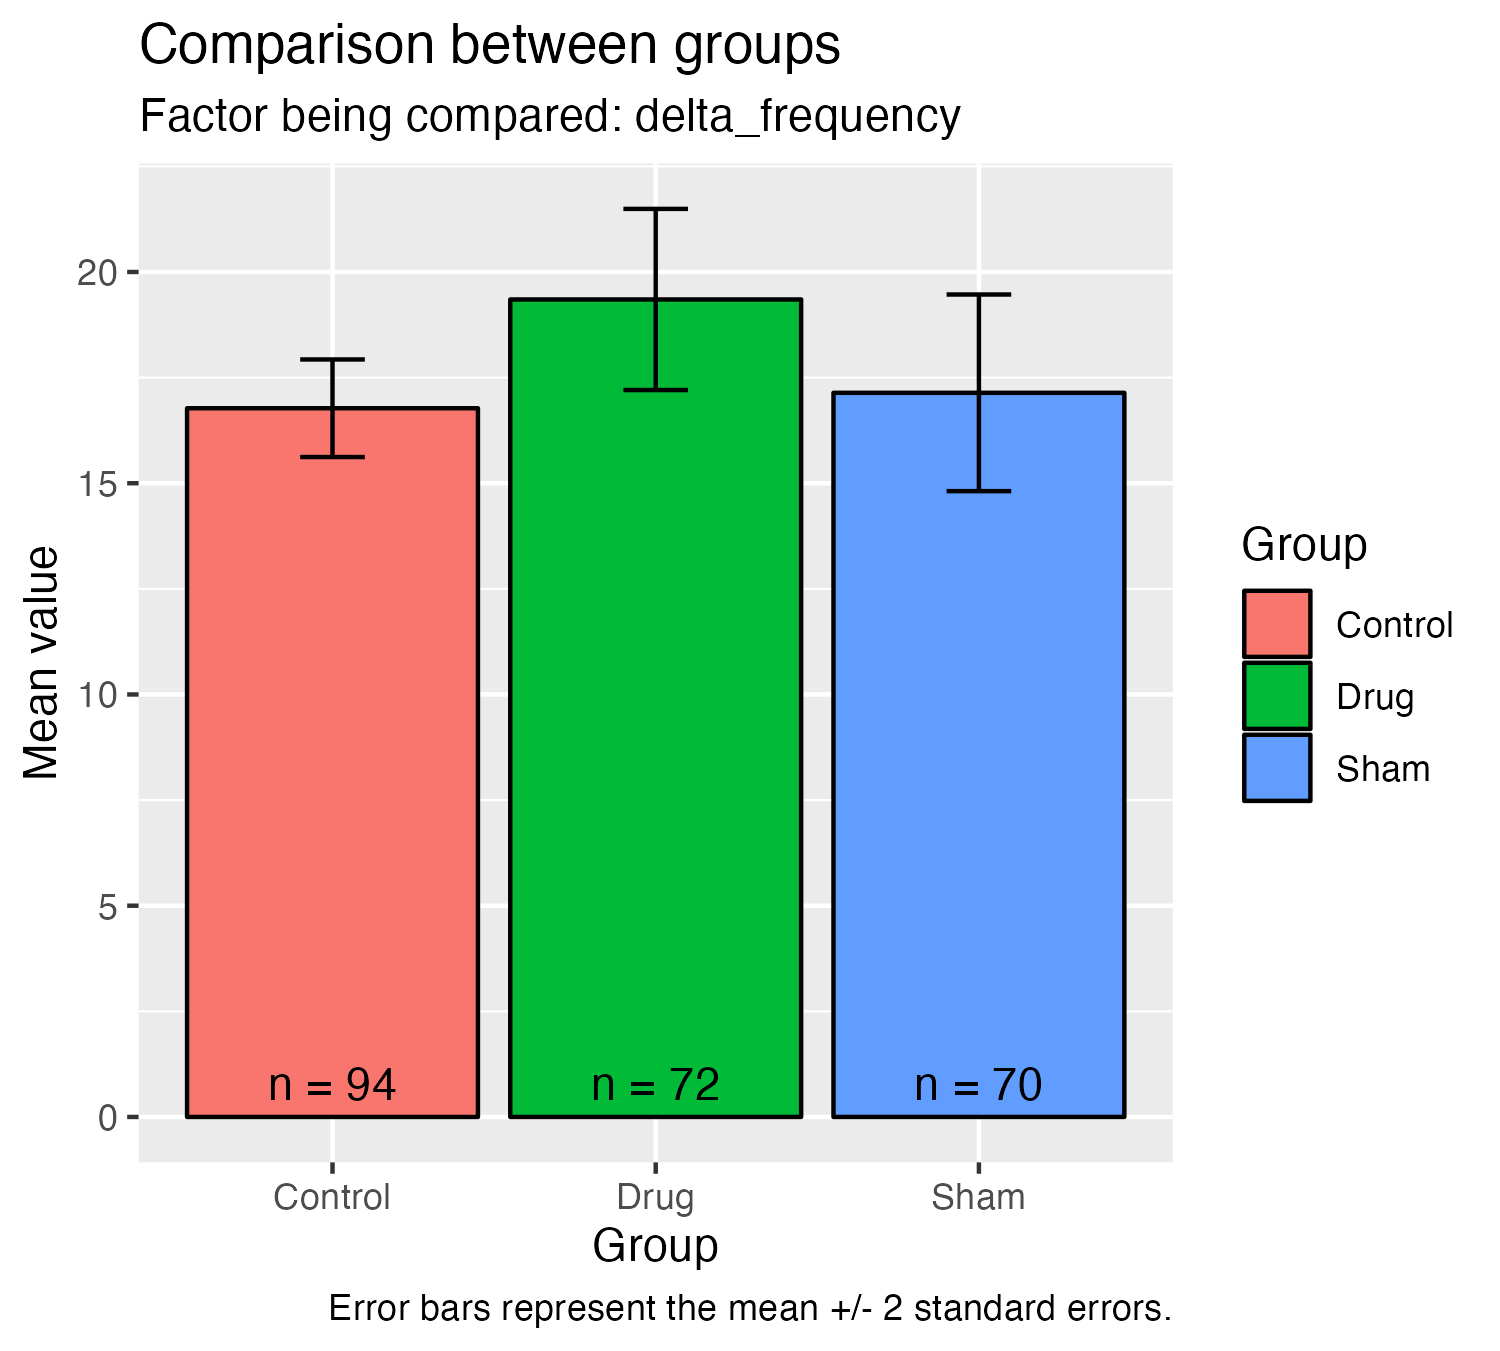 Comparison between groups
Factor being compared: delta_frequency
Mean value
20
15
10
5
0
n = 94
n = 72
n = 70
Control
Drug
Sham
Group
Error bars represent the mean +/- 2 standard errors.
Group
Control
Drug
Sham